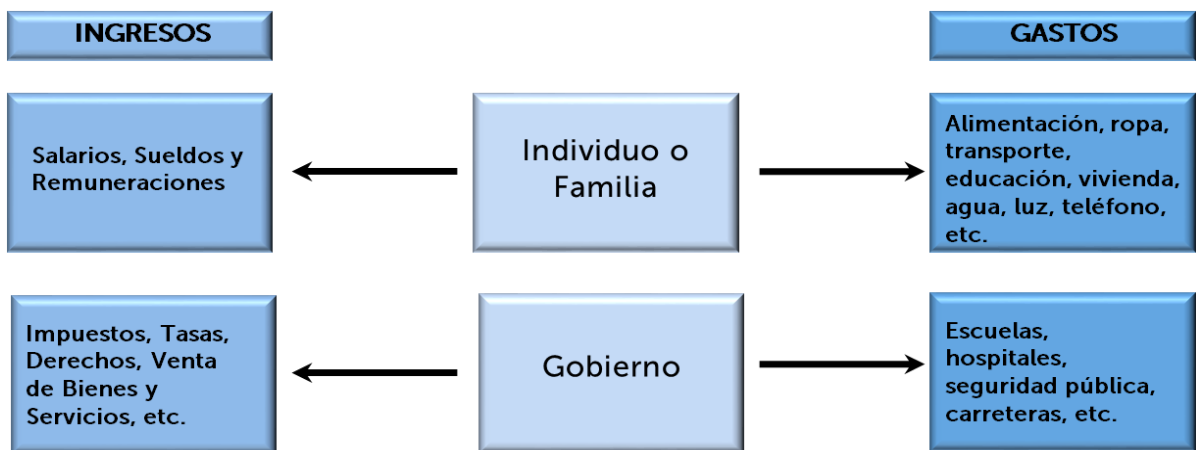 INGRESOS
GASTOS
Salarios, Sueldos y
Remuneraciones
Individuo o
Familia
Alimentación, ropa,
transporte,
educación, vivienda,
agua, luz, teléfono,
etc.
Impuestos, Tasas,
Derechos, Venta
de Bienes y
Servicios, etc.
Gobierno
Escuelas,
hospitales,
seguridad pública,
carreteras, etc.